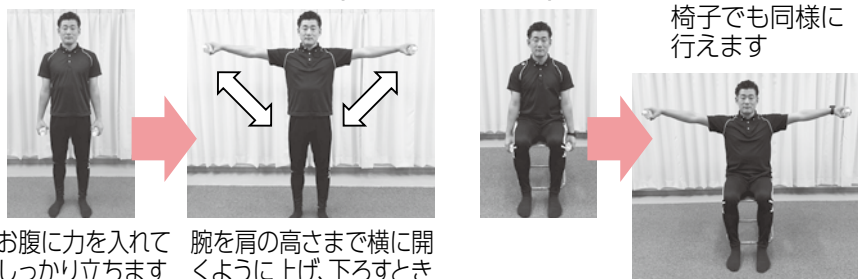 椅子でも同様に
行えます
お腹に力を入れて
しっかり立ちます
腕を肩の高さまで横に開
くように上げ、下ろすとき